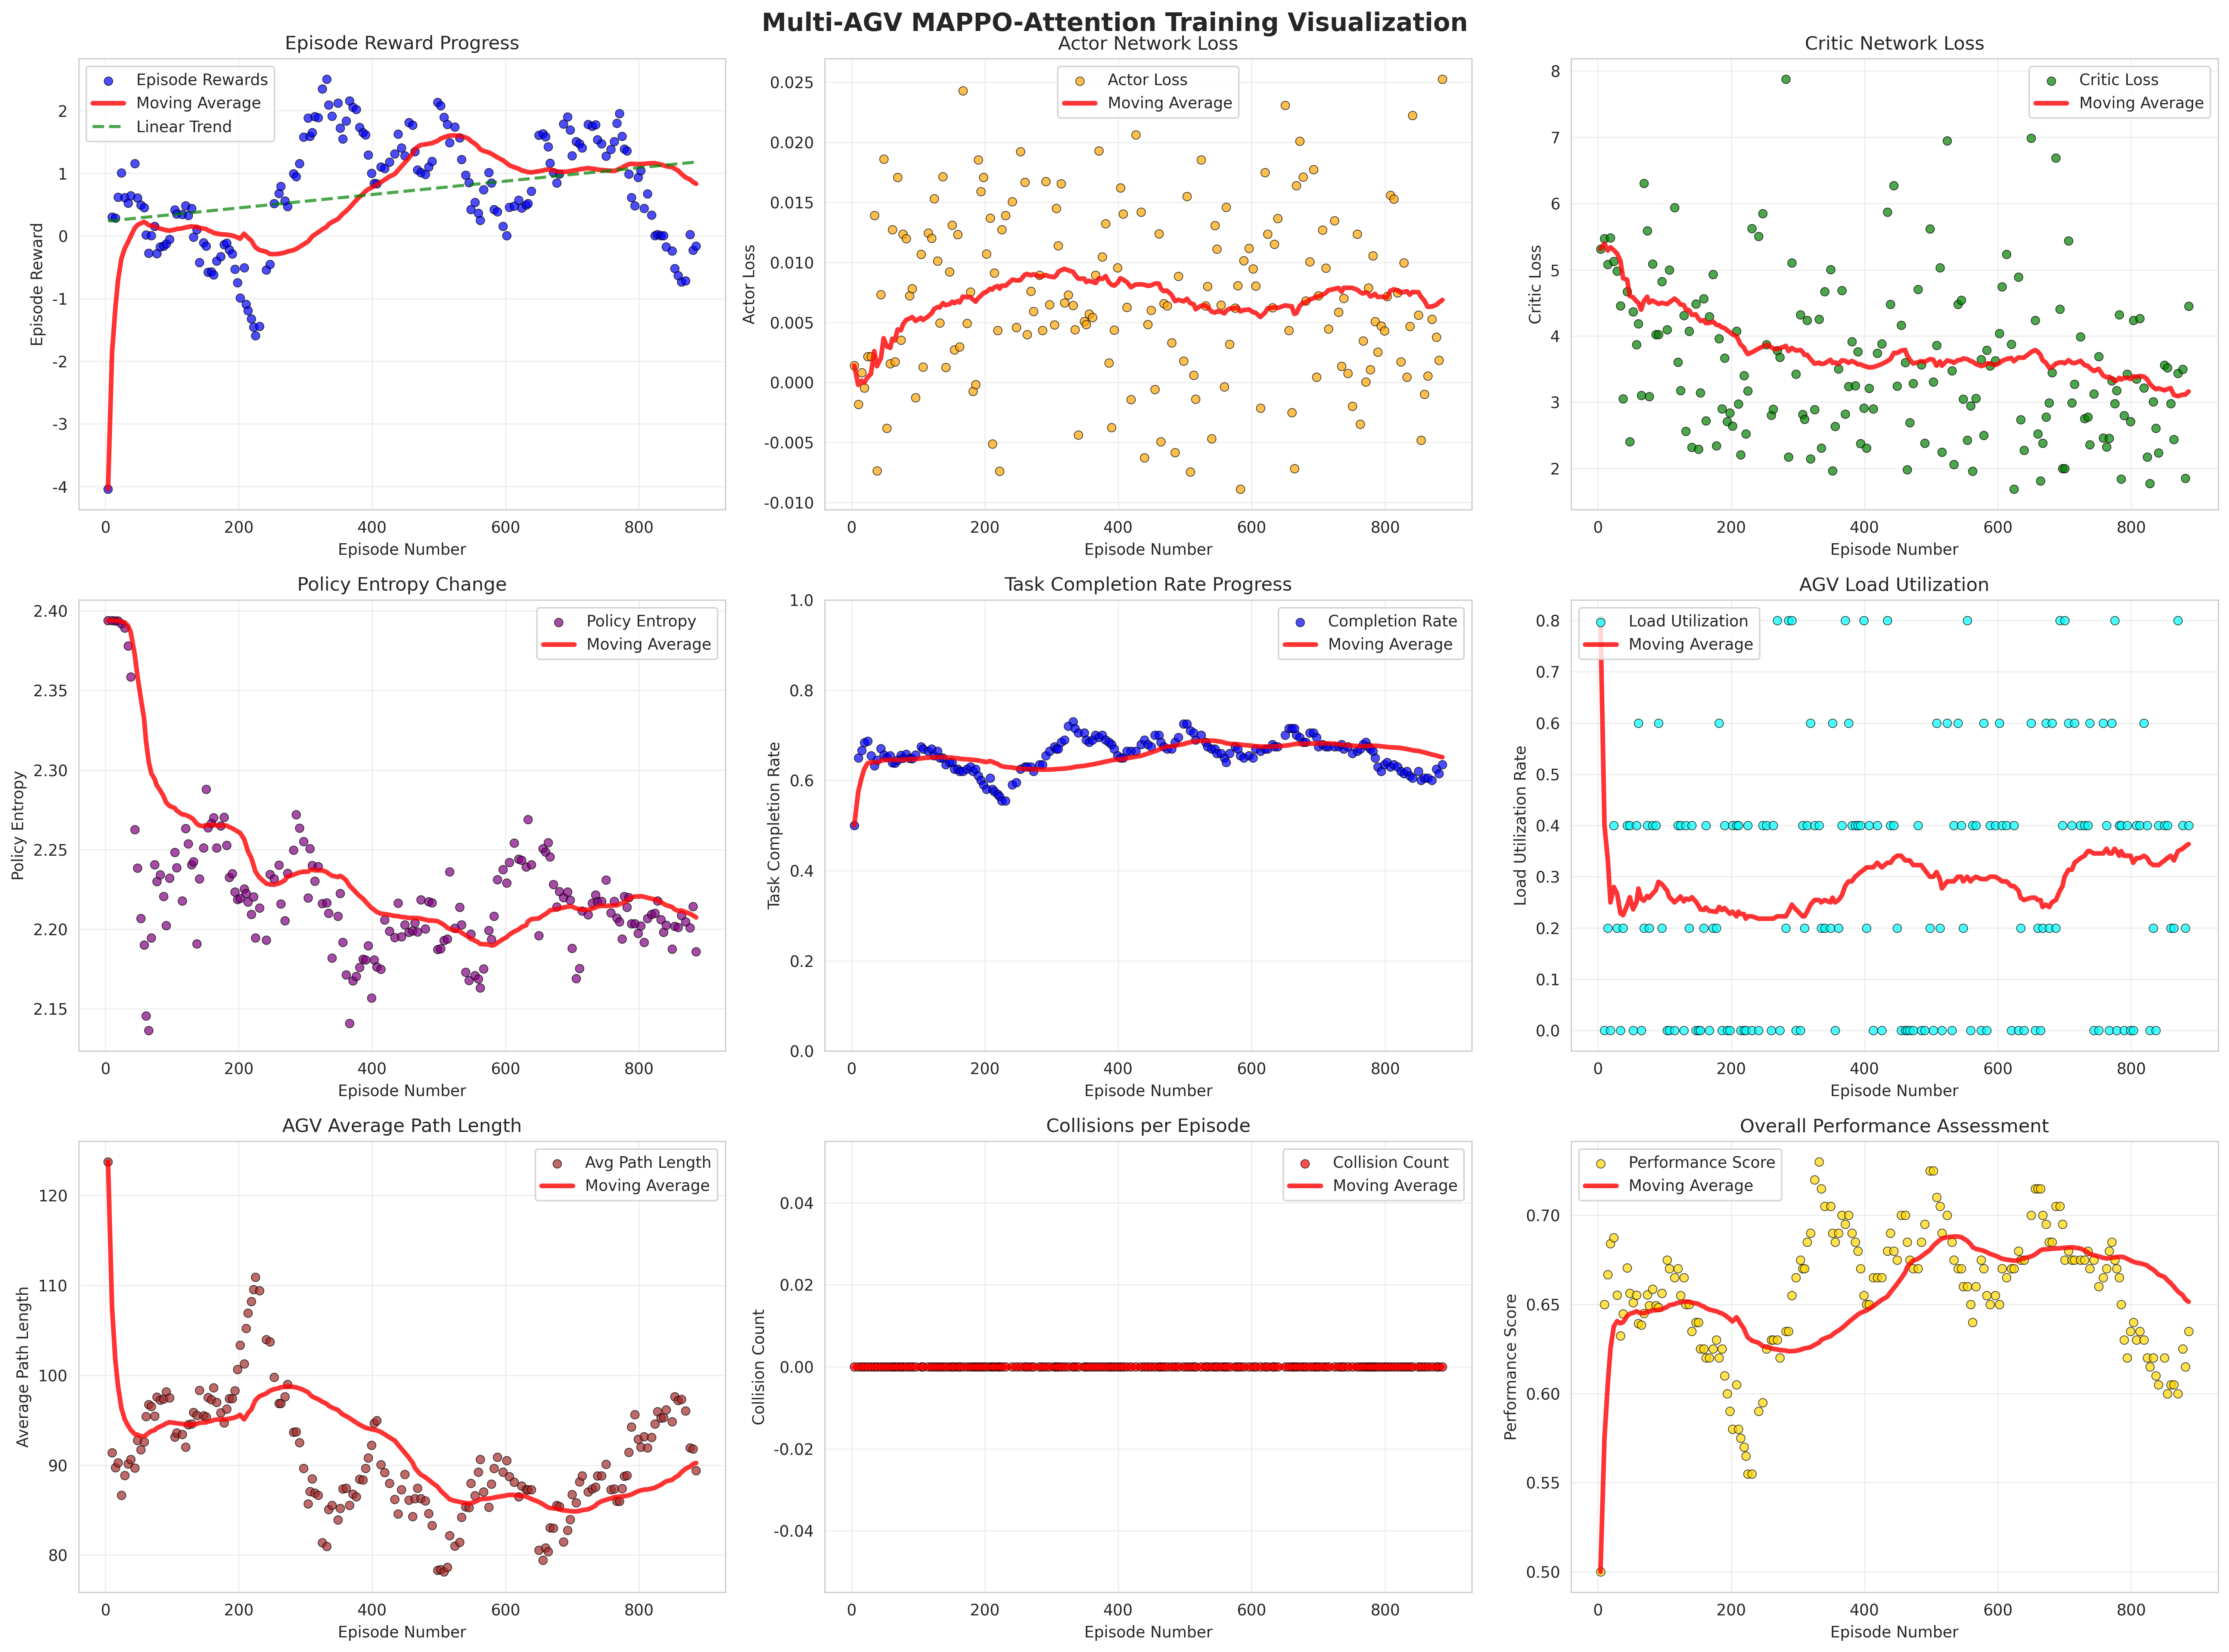 Multi-AGV MAPPO-Attention Training Visualization
Episode Reward Progress
Episode Rewards
Moving Average
Linear Trend
2
1
0
-1
-2
-3
-4
Episode Reward
0 200 400 600 800
Episode Number
Actor Network Loss
Actor Loss
Moving Average
0.025
0.020
0.015
0.010
0.005
0.000
-0.005
-0.010
Actor Loss
0 200 400 600 800
Episode Number
Critic Network Loss
Critic Loss
Moving Average
8
7
6
5
4
3
2
Critic Loss
0 200 400 600 800
Episode Number
Policy Entropy Change
Policy Entropy
Moving Average
2.40
2.35
2.30
2.25
2.20
2.15
Policy Entropy
0 200 400 600 800
Episode Number
Task Completion Rate Progress
Completion Rate
Moving Average
1.0
0.8
0.6
0.4
0.2
0.0
Task Completion Rate
0 200 400 600 800
Episode Number
AGV Load Utilization
Load Utilization
Moving Average
0.8
0.7
0.6
0.5
0.4
0.3
0.2
0.1
0.0
Load Utilization Rate
0 200 400 600 800
Episode Number
AGV Average Path Length
Avg Path Length
Moving Average
120
110
100
90
80
Average Path Length
0 200 400 600 800
Episode Number
Collisions per Episode
Collision Count
Moving Average
0.04
0.02
0.00
-0.02
-0.04
Collision Count
0 200 400 600 800
Episode Number
Overall Performance Assessment
Performance Score
Moving Average
0.70
0.65
0.60
0.55
0.50
Performance Score
0 200 400 600 800
Episode Number